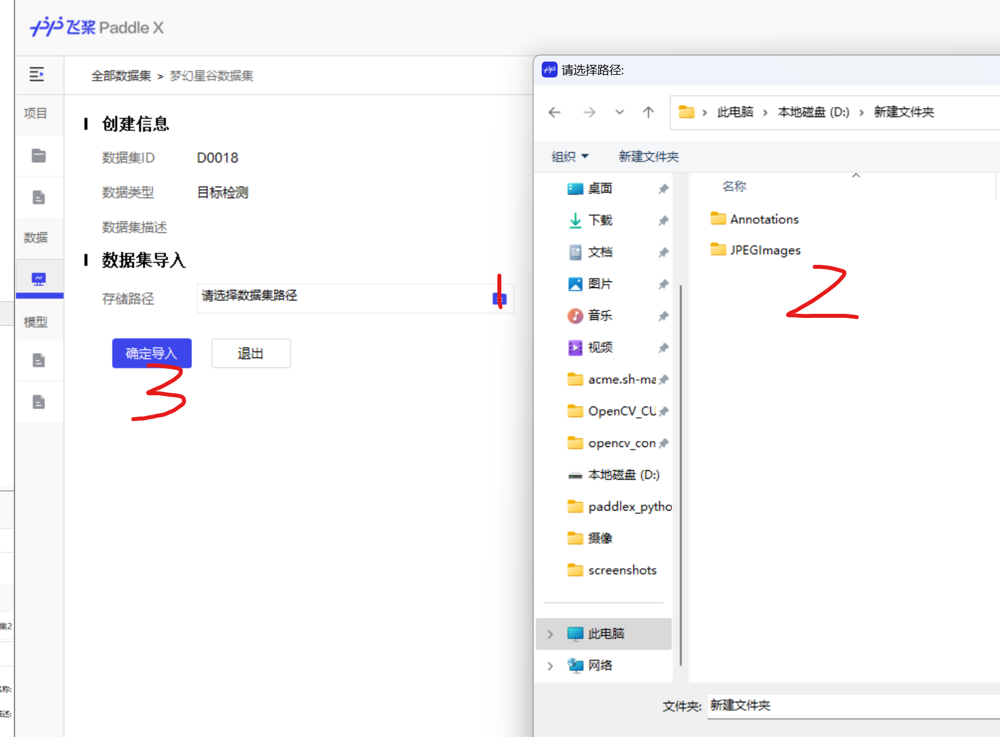 飞桨 Paddle X
全部数据集 > 梦幻星谷数据集
项目
数据
模型
创建信息
数据集ID D0018
数据类型 目标检测
数据集描述
数据集导入
存储路径 请选择数据集路径
1
确定导入 退出
3
请选择路径:
此电脑 > 本地磁盘 (D:) > 新建文件夹
组织 新建文件夹
桌面
下载
文档
图片
音乐
视频
acme.sh-ma
OpenCV_CU
opencv_con
本地磁盘 (D:)
paddlex_pytho
摄像
screenshots
此电脑
网络
名称
Annotations
JPEGImages
2
文件夹: 新建文件夹
集2
名称:
描述: